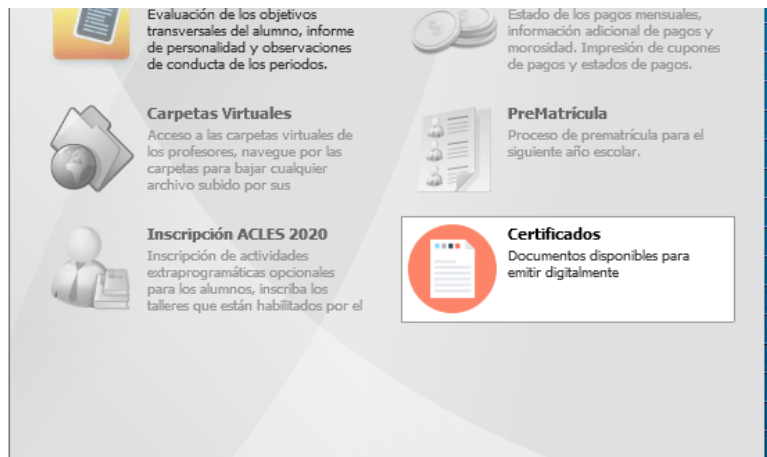 Evaluación de los objetivos
transversales del alumno, informe
de personalidad y observaciones
de conducta de los periodos.
Estado de los pagos mensuales,
información adicional de pagos y
morosidad. Impresión de cupones
de pagos y estados de pagos.
Carpetas Virtuales
Acceso a las carpetas virtuales de
los profesores, navegue por las
carpetas para bajar cualquier
archivo subido por sus
PreMatrícula
Proceso de prematrícula para el
siguiente año escolar.
Inscripción ACLES 2020
Inscripción de actividades
extraprogramáticas opcionales
para los alumnos, inscriba los
talleres que están habilitados por el
Certificados
Documentos disponibles para
emitir digitalmente